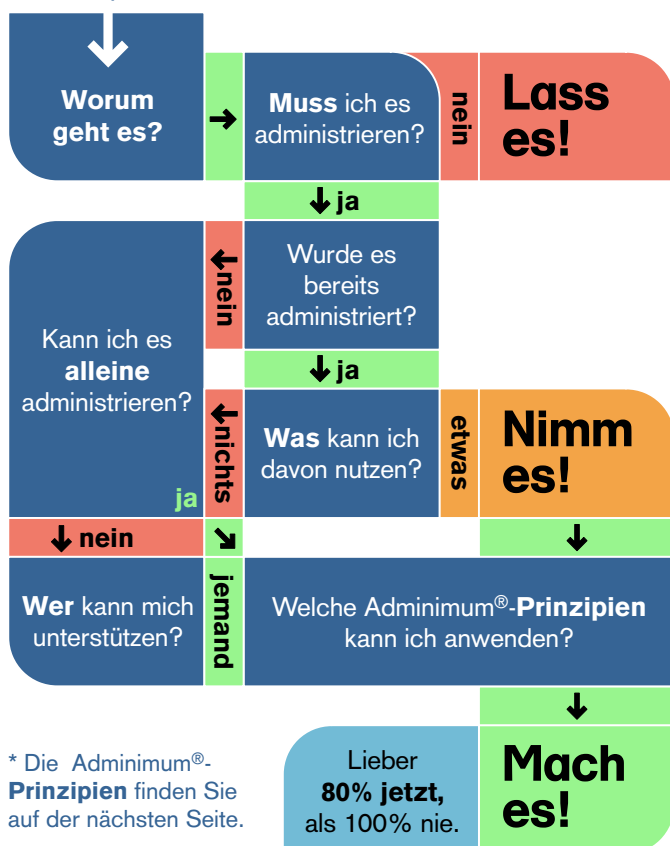 Worum
geht es?
→
Muss ich es
administrieren?
nein
Lass
es!
↓ ja
Wurde es
bereits
administriert?
←nein
Kann ich es
alleine
administrieren?
ja
↓ ja
Was kann ich
davon nutzen?
←nichts
etwas
Nimm
es!
↓ nein
↘
↓
Wer kann mich
unterstützen?
jemand
Welche Adminimum®-Prinzipien
kann ich anwenden?
↓
* Die Adminimum®-
Prinzipien finden Sie
auf der nächsten Seite.
Lieber
80% jetzt,
als 100% nie.
Mach
es!